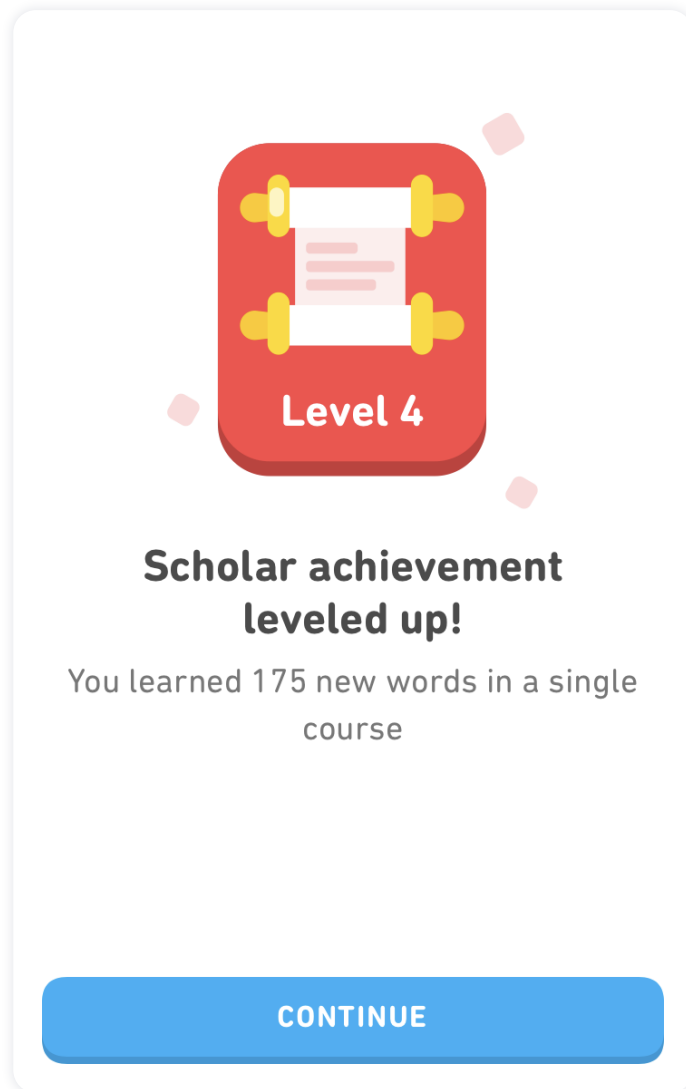 Level 4
Scholar achievement
leveled up!
You learned 175 new words in a single
course
CONTINUE